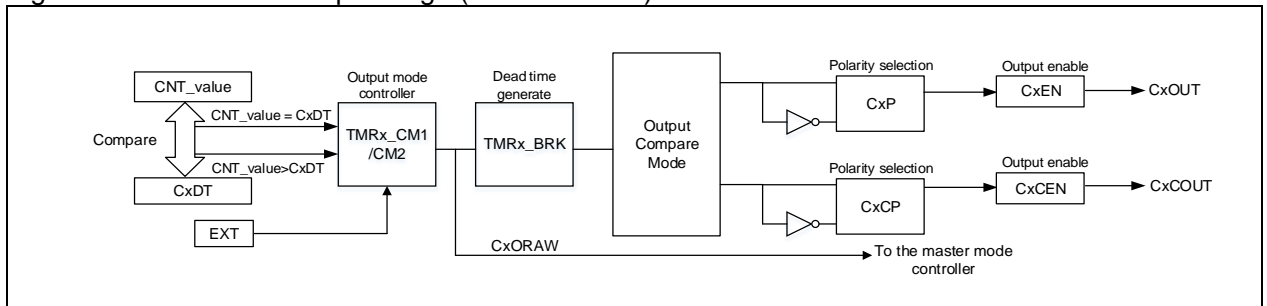 CNT_value
Compare
CxDT
CNT_value = CxDT
CNT_value>CxDT
EXT
Output mode
controller
TMRx_CM1
/CM2
Dead time
generate
TMRx_BRK
CxORAW
Output
Compare
Mode
Polarity selection
CxP
Output enable
CxEN
CxOUT
Polarity selection
CxCP
Output enable
CxCEN
CxCOUT
To the master mode
controller